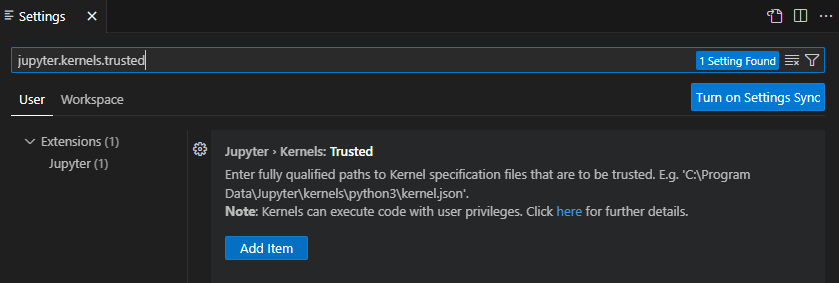 Settings
jupyter.kernels.trusted
1 Setting Found
User
Workspace
Turn on Settings Sync
Extensions (1)
Jupyter (1)
Jupyter › Kernels: Trusted
Enter fully qualified paths to Kernel specification files that are to be trusted. E.g. 'C:\Program
Data\Jupyter\kernels\python3\kernel.json'.
Note: Kernels can execute code with user privileges. Click here for further details.
Add Item